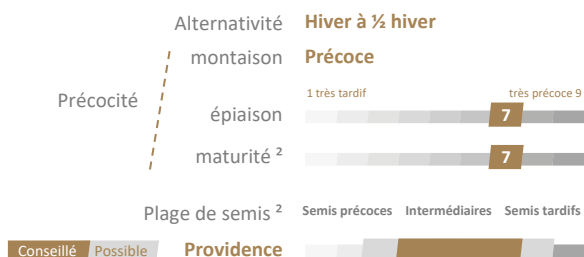 Alternativité Hiver à ½ hiver
montaison Précoce
Précocité
1 très tardif très précoce 9
épiaison 7
maturité ² 7
Plage de semis ² Semis précoces Intermédiaires Semis tardifs
Conseillé Possible Providence